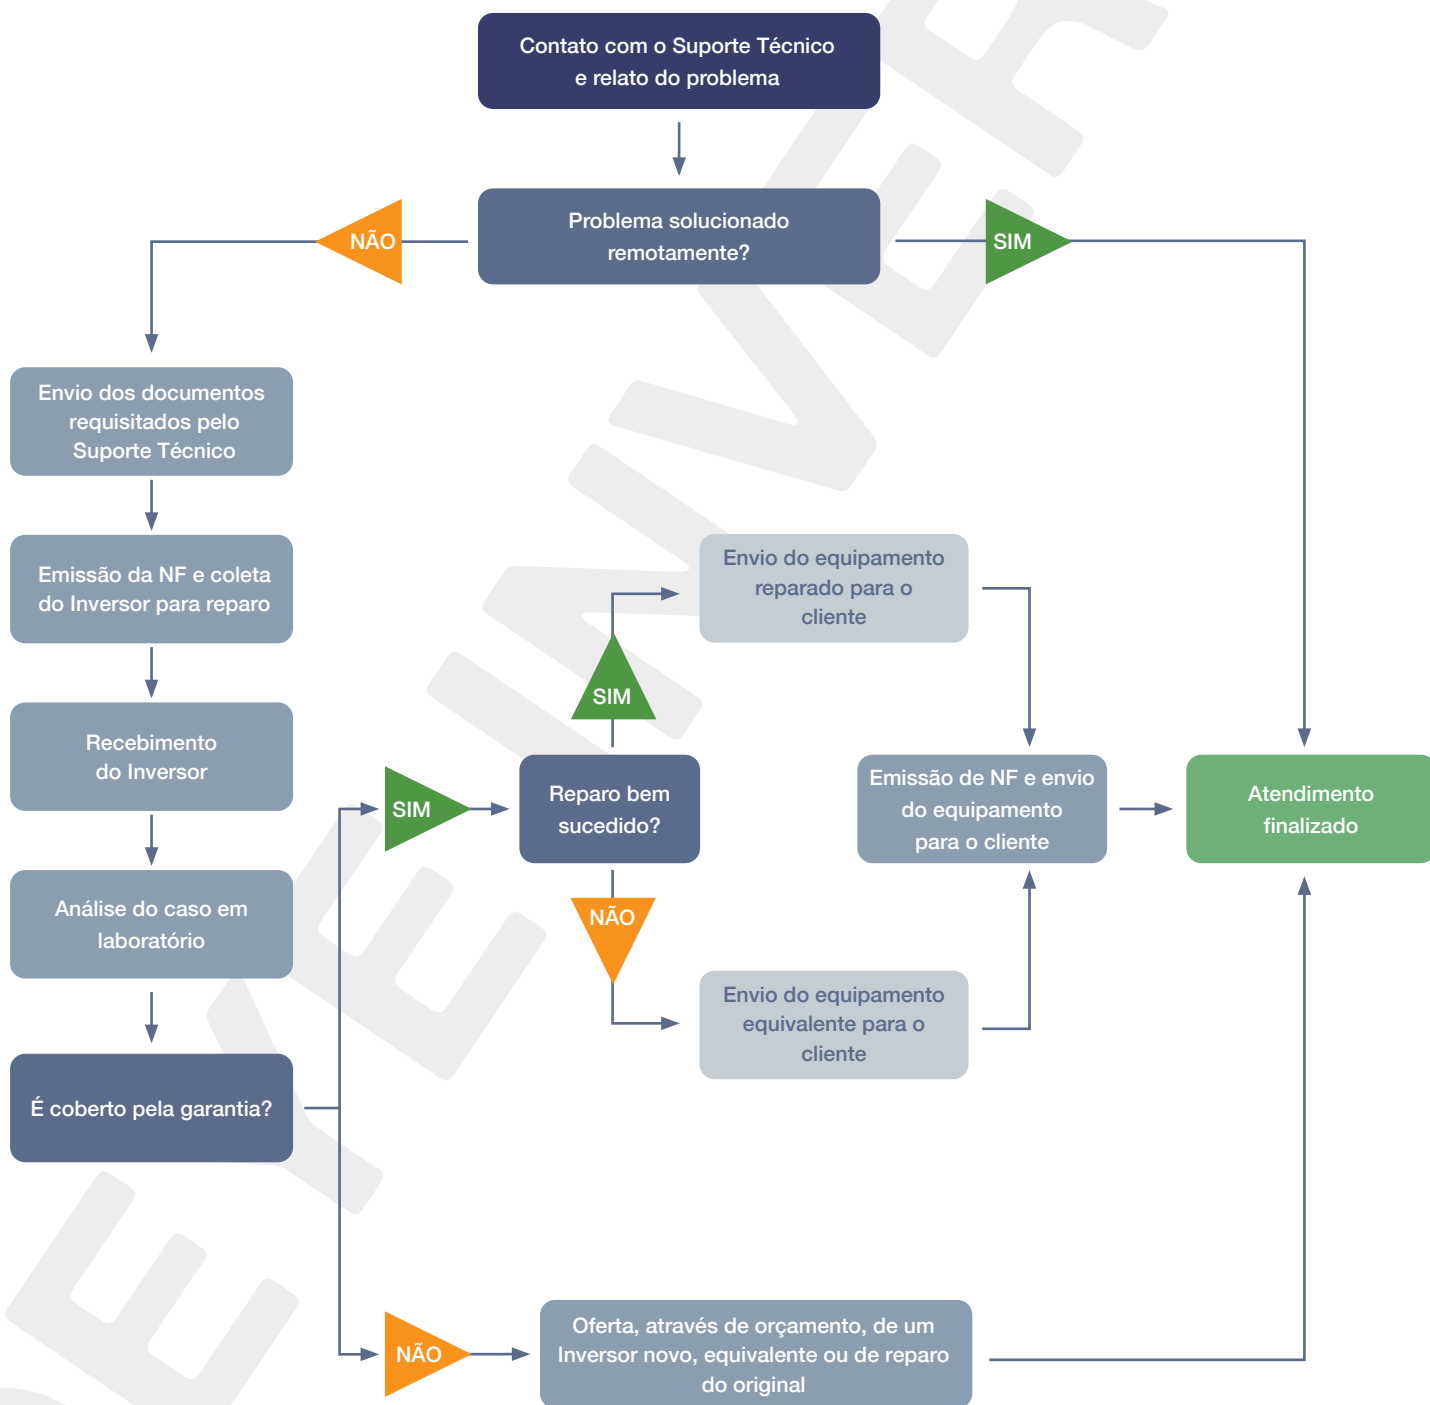 Contato com o Suporte Técnico
e relato do problema
Problema solucionado
remotamente?
NÃO
SIM
Envio dos documentos
requisitados pelo
Suporte Técnico
Emissão da NF e coleta
do Inversor para reparo
Recebimento
do Inversor
Análise do caso em
laboratório
É coberto pela garantia?
SIM
Reparo bem
sucedido?
SIM
Envio do equipamento
reparado para o
cliente
NÃO
Envio do equipamento
equivalente para o
cliente
Emissão de NF e envio
do equipamento
para o cliente
Atendimento
finalizado
NÃO
Oferta, através de orçamento, de um
Inversor novo, equivalente ou de reparo
do original